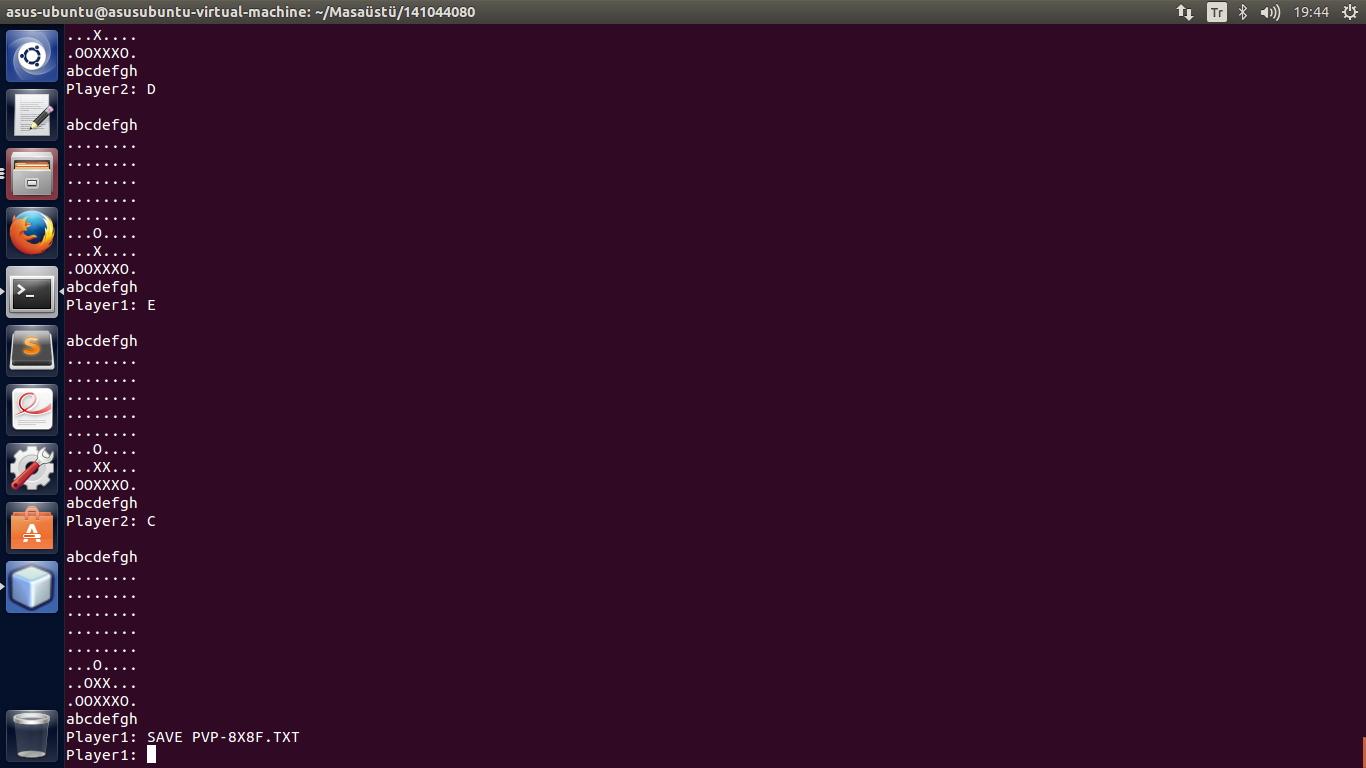 asus-ubuntu@asusubuntu-virtual-machine: ~/Masaüstü/141044080
Tr
19:44
...X....
.OOXXXO.
abcdefgh
Player2: D
abcdefgh
........
........
........
........
........
...O....
...X....
.OOXXXO.
abcdefgh
Player1: E
abcdefgh
........
........
........
........
........
...O....
...XX...
.OOXXXO.
abcdefgh
Player2: C
abcdefgh
........
........
........
........
........
...O....
..OXX...
.OOXXXO.
abcdefgh
Player1: SAVE PVP-8X8F.TXT
Player1: